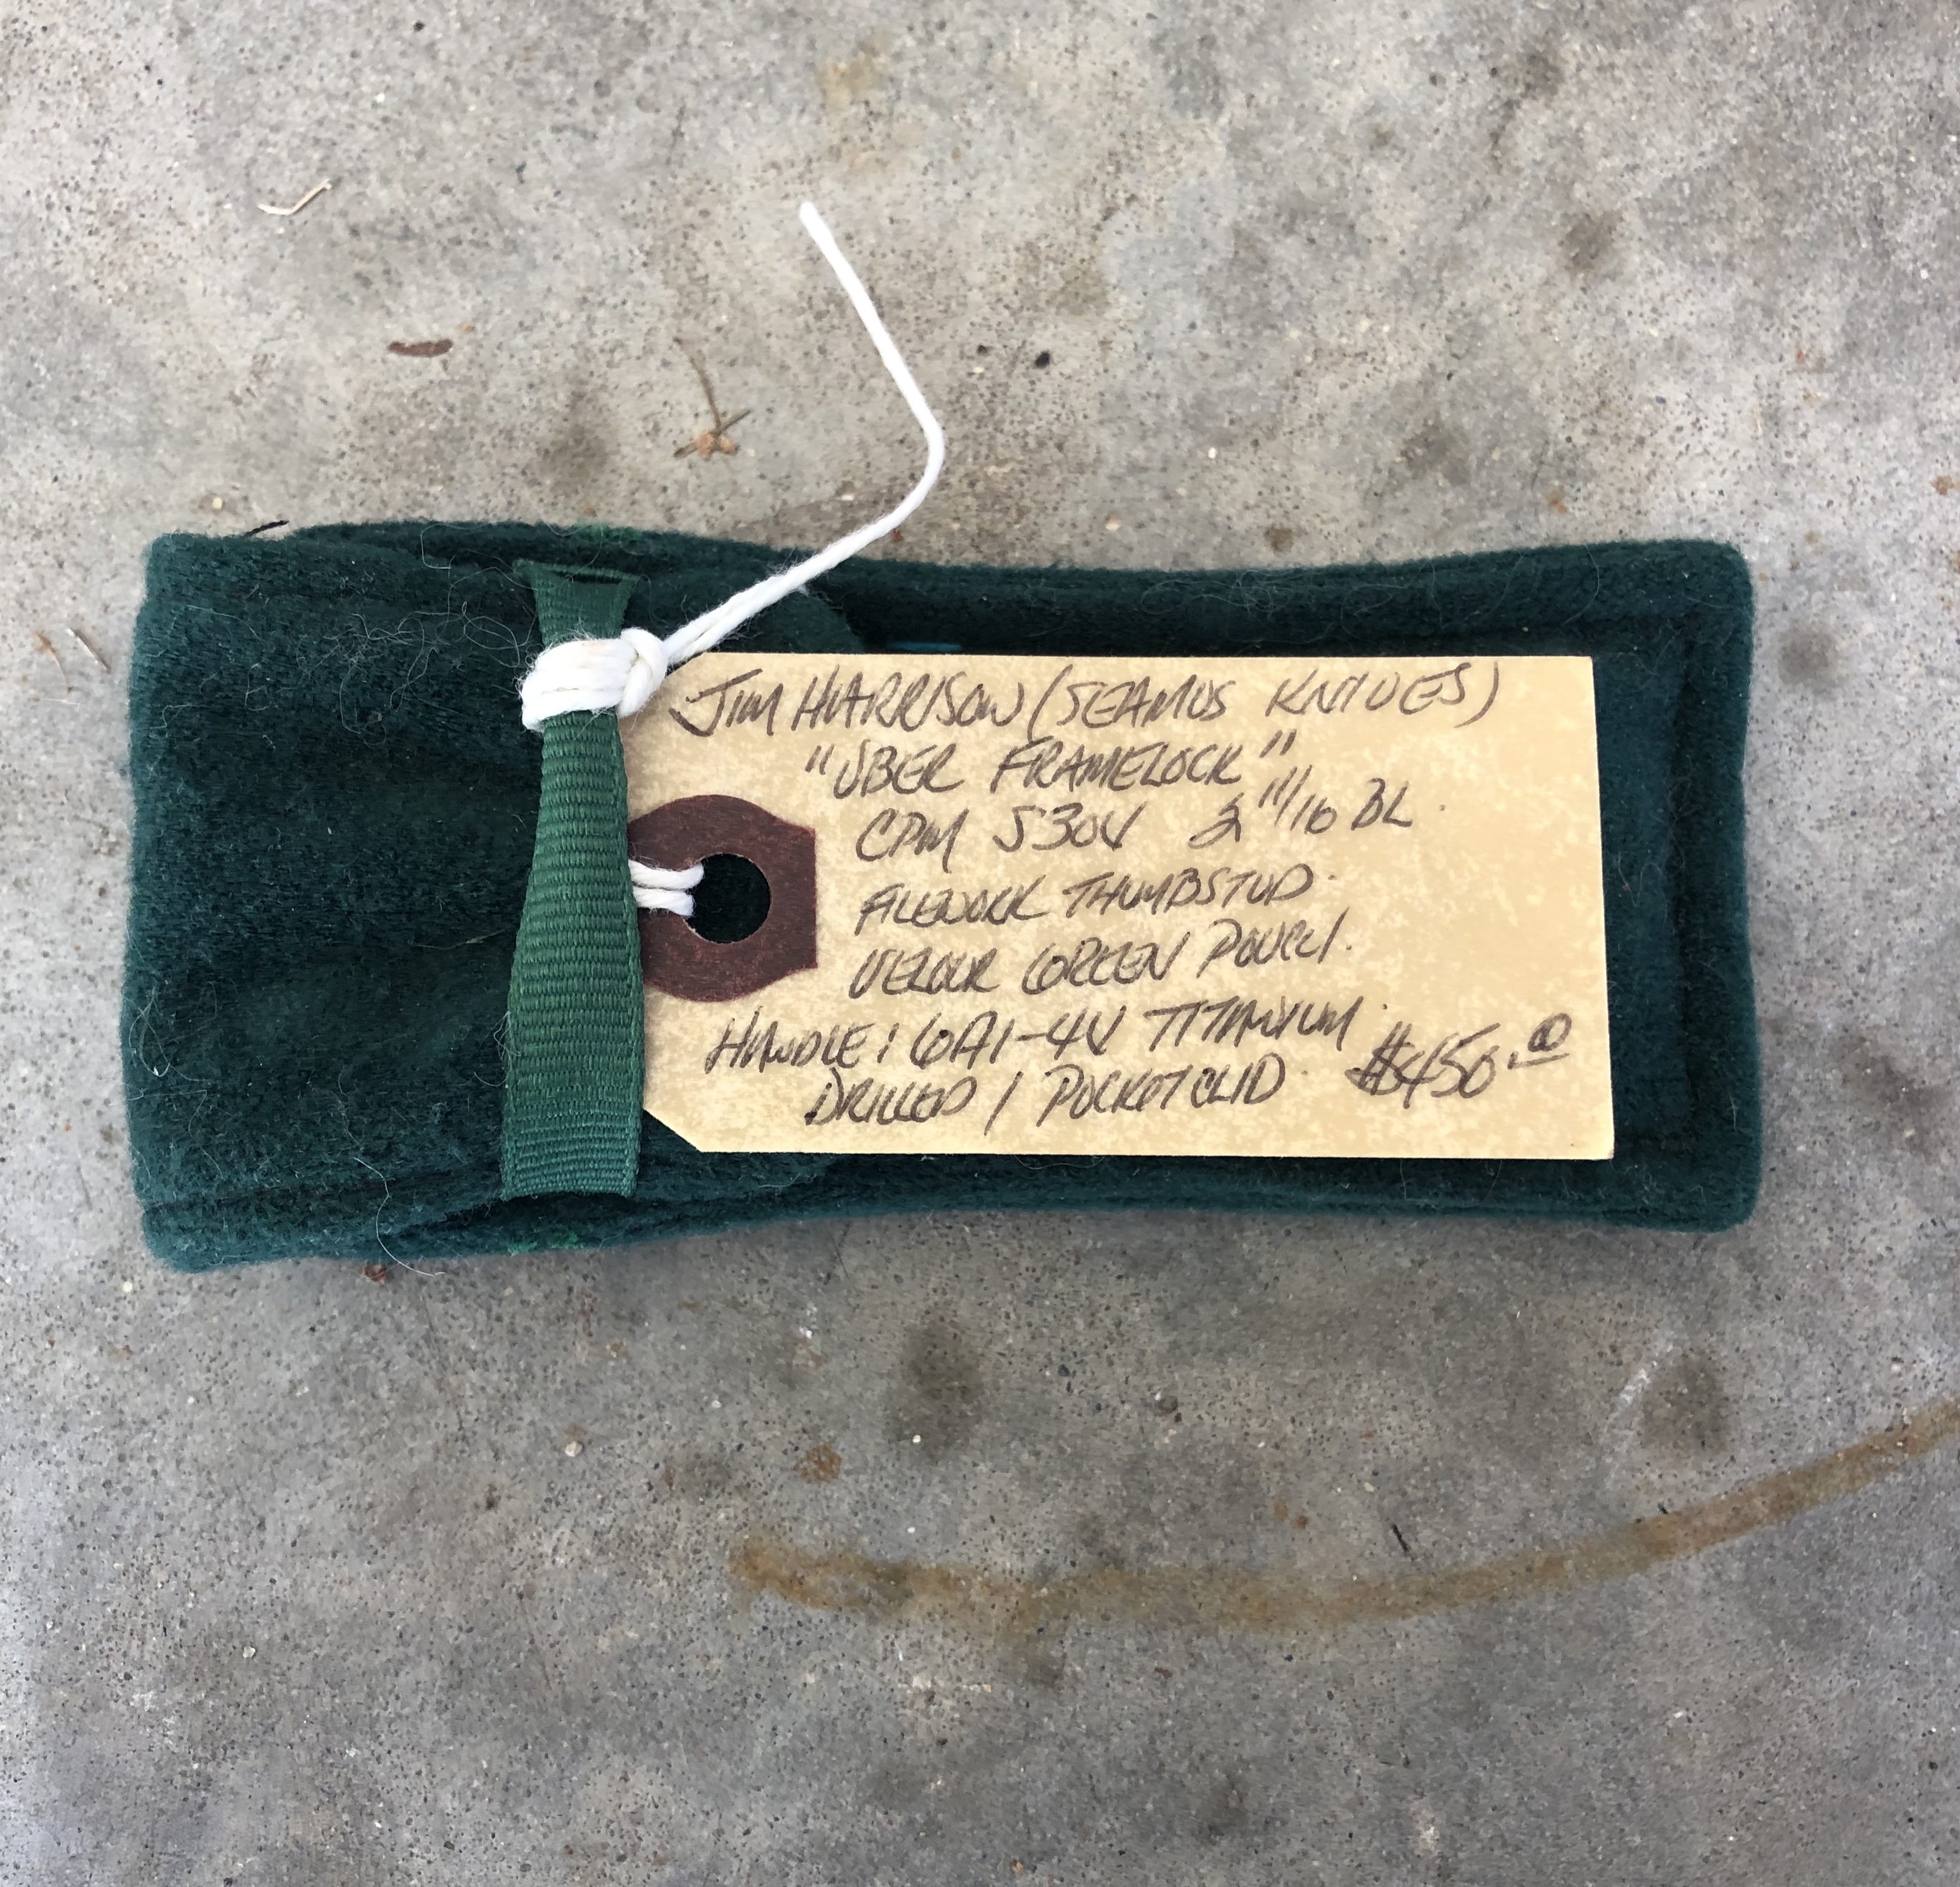 JIM HARRISON (SEAMUS KNIVES)
"UBER FRAMELOCK"
CPM S30V 2 11/16 BL.
FILEWORK THUMBSTUD.
VELOUR GREEN POUCH.
HANDLE: 6Al-4V TITANIUM.
DRILLED / POCKETCLIP. $450.00